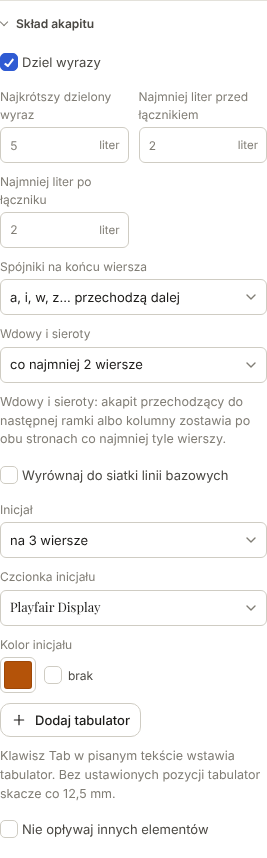 Skład akapitu
Dziel wyrazy
Najkrótszy dzielony
wyraz
5 liter
Najmniej liter przed
łącznikiem
2 liter
Najmniej liter po
łączniku
2 liter
Spójniki na końcu wiersza
a, i, w, z... przechodzą dalej
Wdowy i sieroty
co najmniej 2 wiersze
Wdowy i sieroty: akapit przechodzący do
następnej ramki albo kolumny zostawia po
obu stronach co najmniej tyle wierszy.
Wyrównaj do siatki linii bazowych
Inicjał
na 3 wiersze
Czcionka inicjału
Playfair Display
Kolor inicjału
brak
Dodaj tabulator
Klawisz Tab w pisanym tekście wstawia
tabulator. Bez ustawionych pozycji tabulator
skacze co 12,5 mm.
Nie opływaj innych elementów